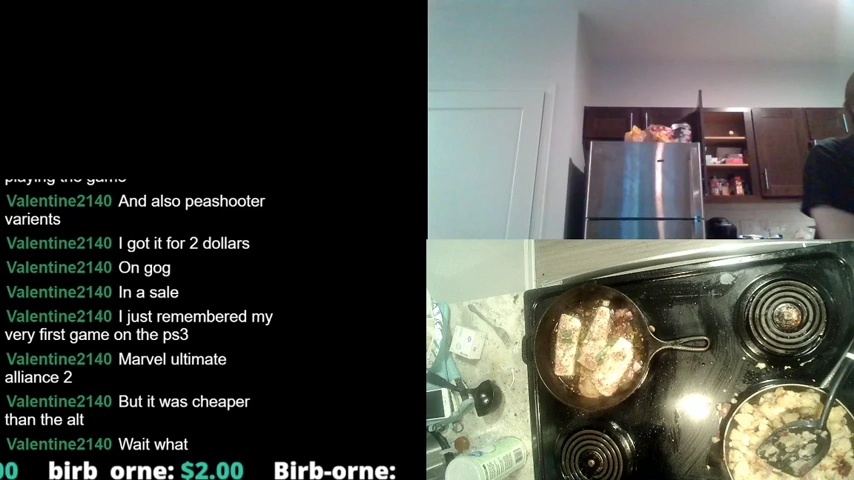 playing the game
Valentine2140 And also peashooter
varients
Valentine2140 I got it for 2 dollars
Valentine2140 On gog
Valentine2140 In a sale
Valentine2140 I just remembered my
very first game on the ps3
Valentine2140 Marvel ultimate
alliance 2
Valentine2140 But it was cheaper
than the alt
Valentine2140 Wait what
00 birb_orne: $2.00 Birb-orne: